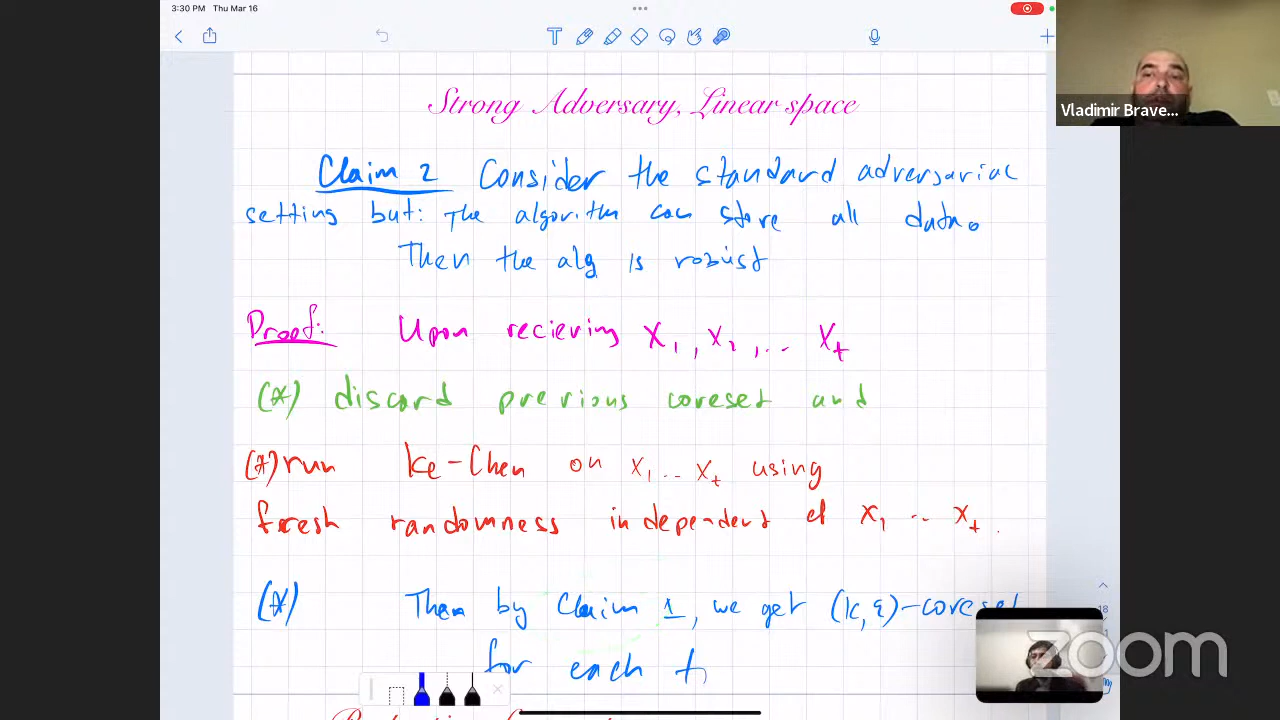 3:30 PM Thu Mar 16
Vladimir Brave...
Strong Adversary, Linear space
Claim 2 Consider the standard adversarial
setting but: The algorithm can store all data.
Then the alg is robust
Proof: Upon recieving X1, X2, ... Xt
(*) discard previous coreset and
(*) run Ke-Chen on X1 ... Xt using
fresh randomness independent of X1 ... Xt.
(*) Then by Claim 1, we get (k, ε)-coreset
for each t
18
zoom